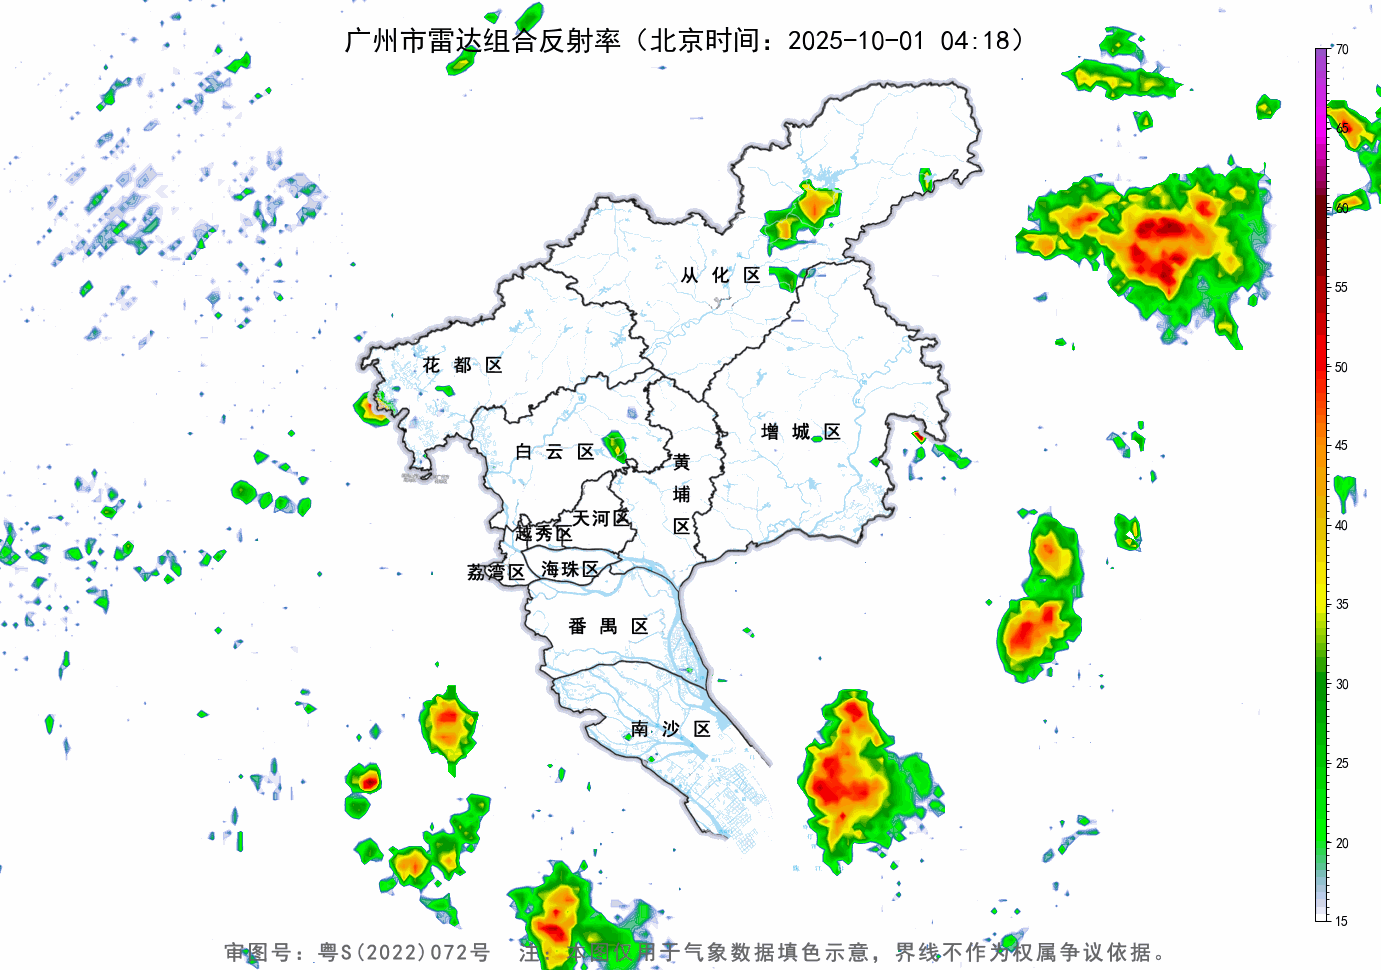 广州市雷达组合反射率（北京时间：2025-10-01 04:18）
70
65
60
55
50
45
40
35
30
25
20
15
从化区
花都区
增城区
白云区
黄埔区
天河区
越秀区
荔湾区
海珠区
番禺区
南沙区
审图号：粤S(2022)072号 注：本图仅用于气象数据填色示意，界线不作为权属争议依据。